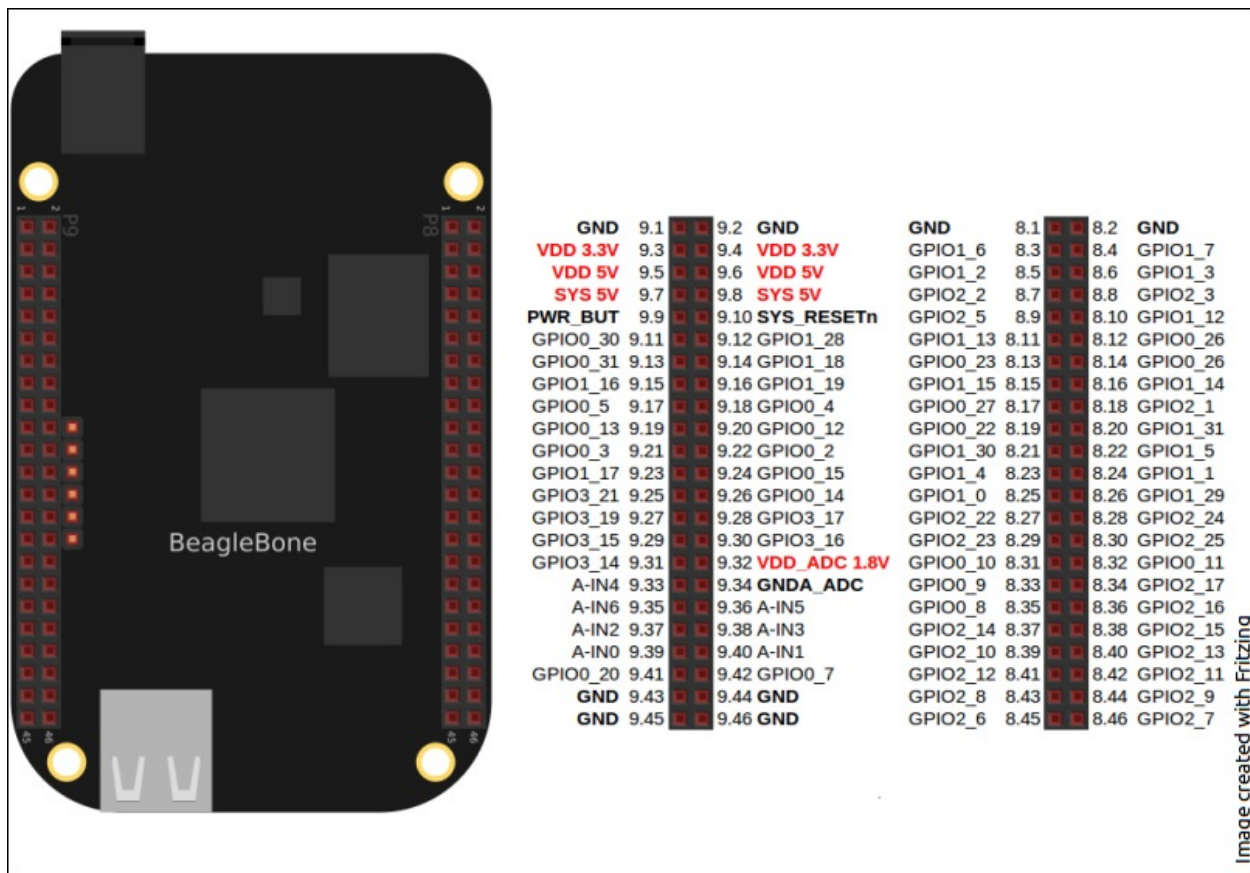 1 2 P9
1 2 P8
BeagleBone
45 46
45 46
GND 9.1 9.2 GND GND 8.1 8.2 GND
VDD 3.3V 9.3 9.4 VDD 3.3V GPIO1_6 8.3 8.4 GPIO1_7
VDD 5V 9.5 9.6 VDD 5V GPIO1_2 8.5 8.6 GPIO1_3
SYS 5V 9.7 9.8 SYS 5V GPIO2_2 8.7 8.8 GPIO2_3
PWR_BUT 9.9 9.10 SYS_RESETn GPIO2_5 8.9 8.10 GPIO1_12
GPIO0_30 9.11 9.12 GPIO1_28 GPIO1_13 8.11 8.12 GPIO0_26
GPIO0_31 9.13 9.14 GPIO1_18 GPIO0_23 8.13 8.14 GPIO0_26
GPIO1_16 9.15 9.16 GPIO1_19 GPIO1_15 8.15 8.16 GPIO1_14
GPIO0_5 9.17 9.18 GPIO0_4 GPIO0_27 8.17 8.18 GPIO2_1
GPIO0_13 9.19 9.20 GPIO0_12 GPIO0_22 8.19 8.20 GPIO1_31
GPIO0_3 9.21 9.22 GPIO0_2 GPIO1_30 8.21 8.22 GPIO1_5
GPIO1_17 9.23 9.24 GPIO0_15 GPIO1_4 8.23 8.24 GPIO1_1
GPIO3_21 9.25 9.26 GPIO0_14 GPIO1_0 8.25 8.26 GPIO1_29
GPIO3_19 9.27 9.28 GPIO3_17 GPIO2_22 8.27 8.28 GPIO2_24
GPIO3_15 9.29 9.30 GPIO3_16 GPIO2_23 8.29 8.30 GPIO2_25
GPIO3_14 9.31 9.32 VDD_ADC 1.8V GPIO0_10 8.31 8.32 GPIO0_11
A-IN4 9.33 9.34 GNDA_ADC GPIO0_9 8.33 8.34 GPIO2_17
A-IN6 9.35 9.36 A-IN5 GPIO0_8 8.35 8.36 GPIO2_16
A-IN2 9.37 9.38 A-IN3 GPIO2_14 8.37 8.38 GPIO2_15
A-IN0 9.39 9.40 A-IN1 GPIO2_10 8.39 8.40 GPIO2_13
GPIO0_20 9.41 9.42 GPIO0_7 GPIO2_12 8.41 8.42 GPIO2_11
GND 9.43 9.44 GND GPIO2_8 8.43 8.44 GPIO2_9
GND 9.45 9.46 GND GPIO2_6 8.45 8.46 GPIO2_7
Image created with Fritzing